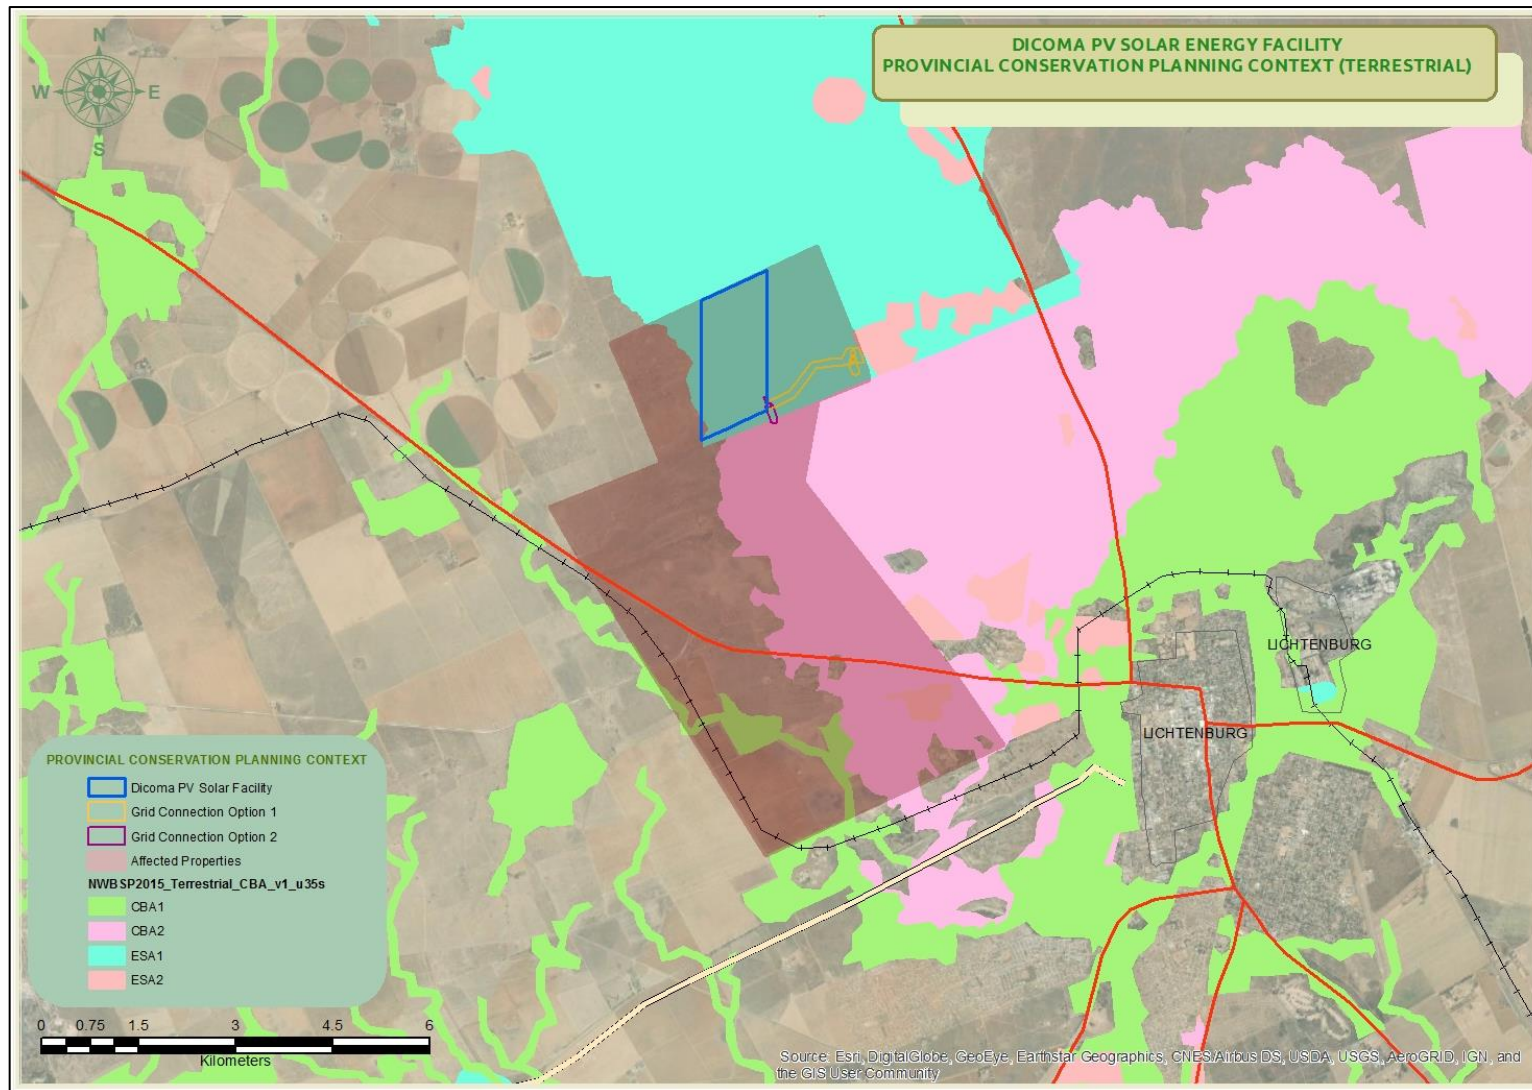 DICOMA PV SOLAR ENERGY FACILITY
PROVINCIAL CONSERVATION PLANNING CONTEXT (TERRESTRIAL)
N
W
E
S
LICHTENBURG
LICHTENBURG
PROVINCIAL CONSERVATION PLANNING CONTEXT
Dicoma PV Solar Facility
Grid Connection Option 1
Grid Connection Option 2
Affected Properties
NWBSP2015_Terrestrial_CBA_v1_u35s
CBA1
CBA2
ESA1
ESA2
0 0.75 1.5 3 4.5 6
Kilometers
Source: Esri, DigitalGlobe, GeoEye, Earthstar Geographics, CNES/Airbus DS, USDA, USGS, AeroGRID, IGN, and
the GIS User Community